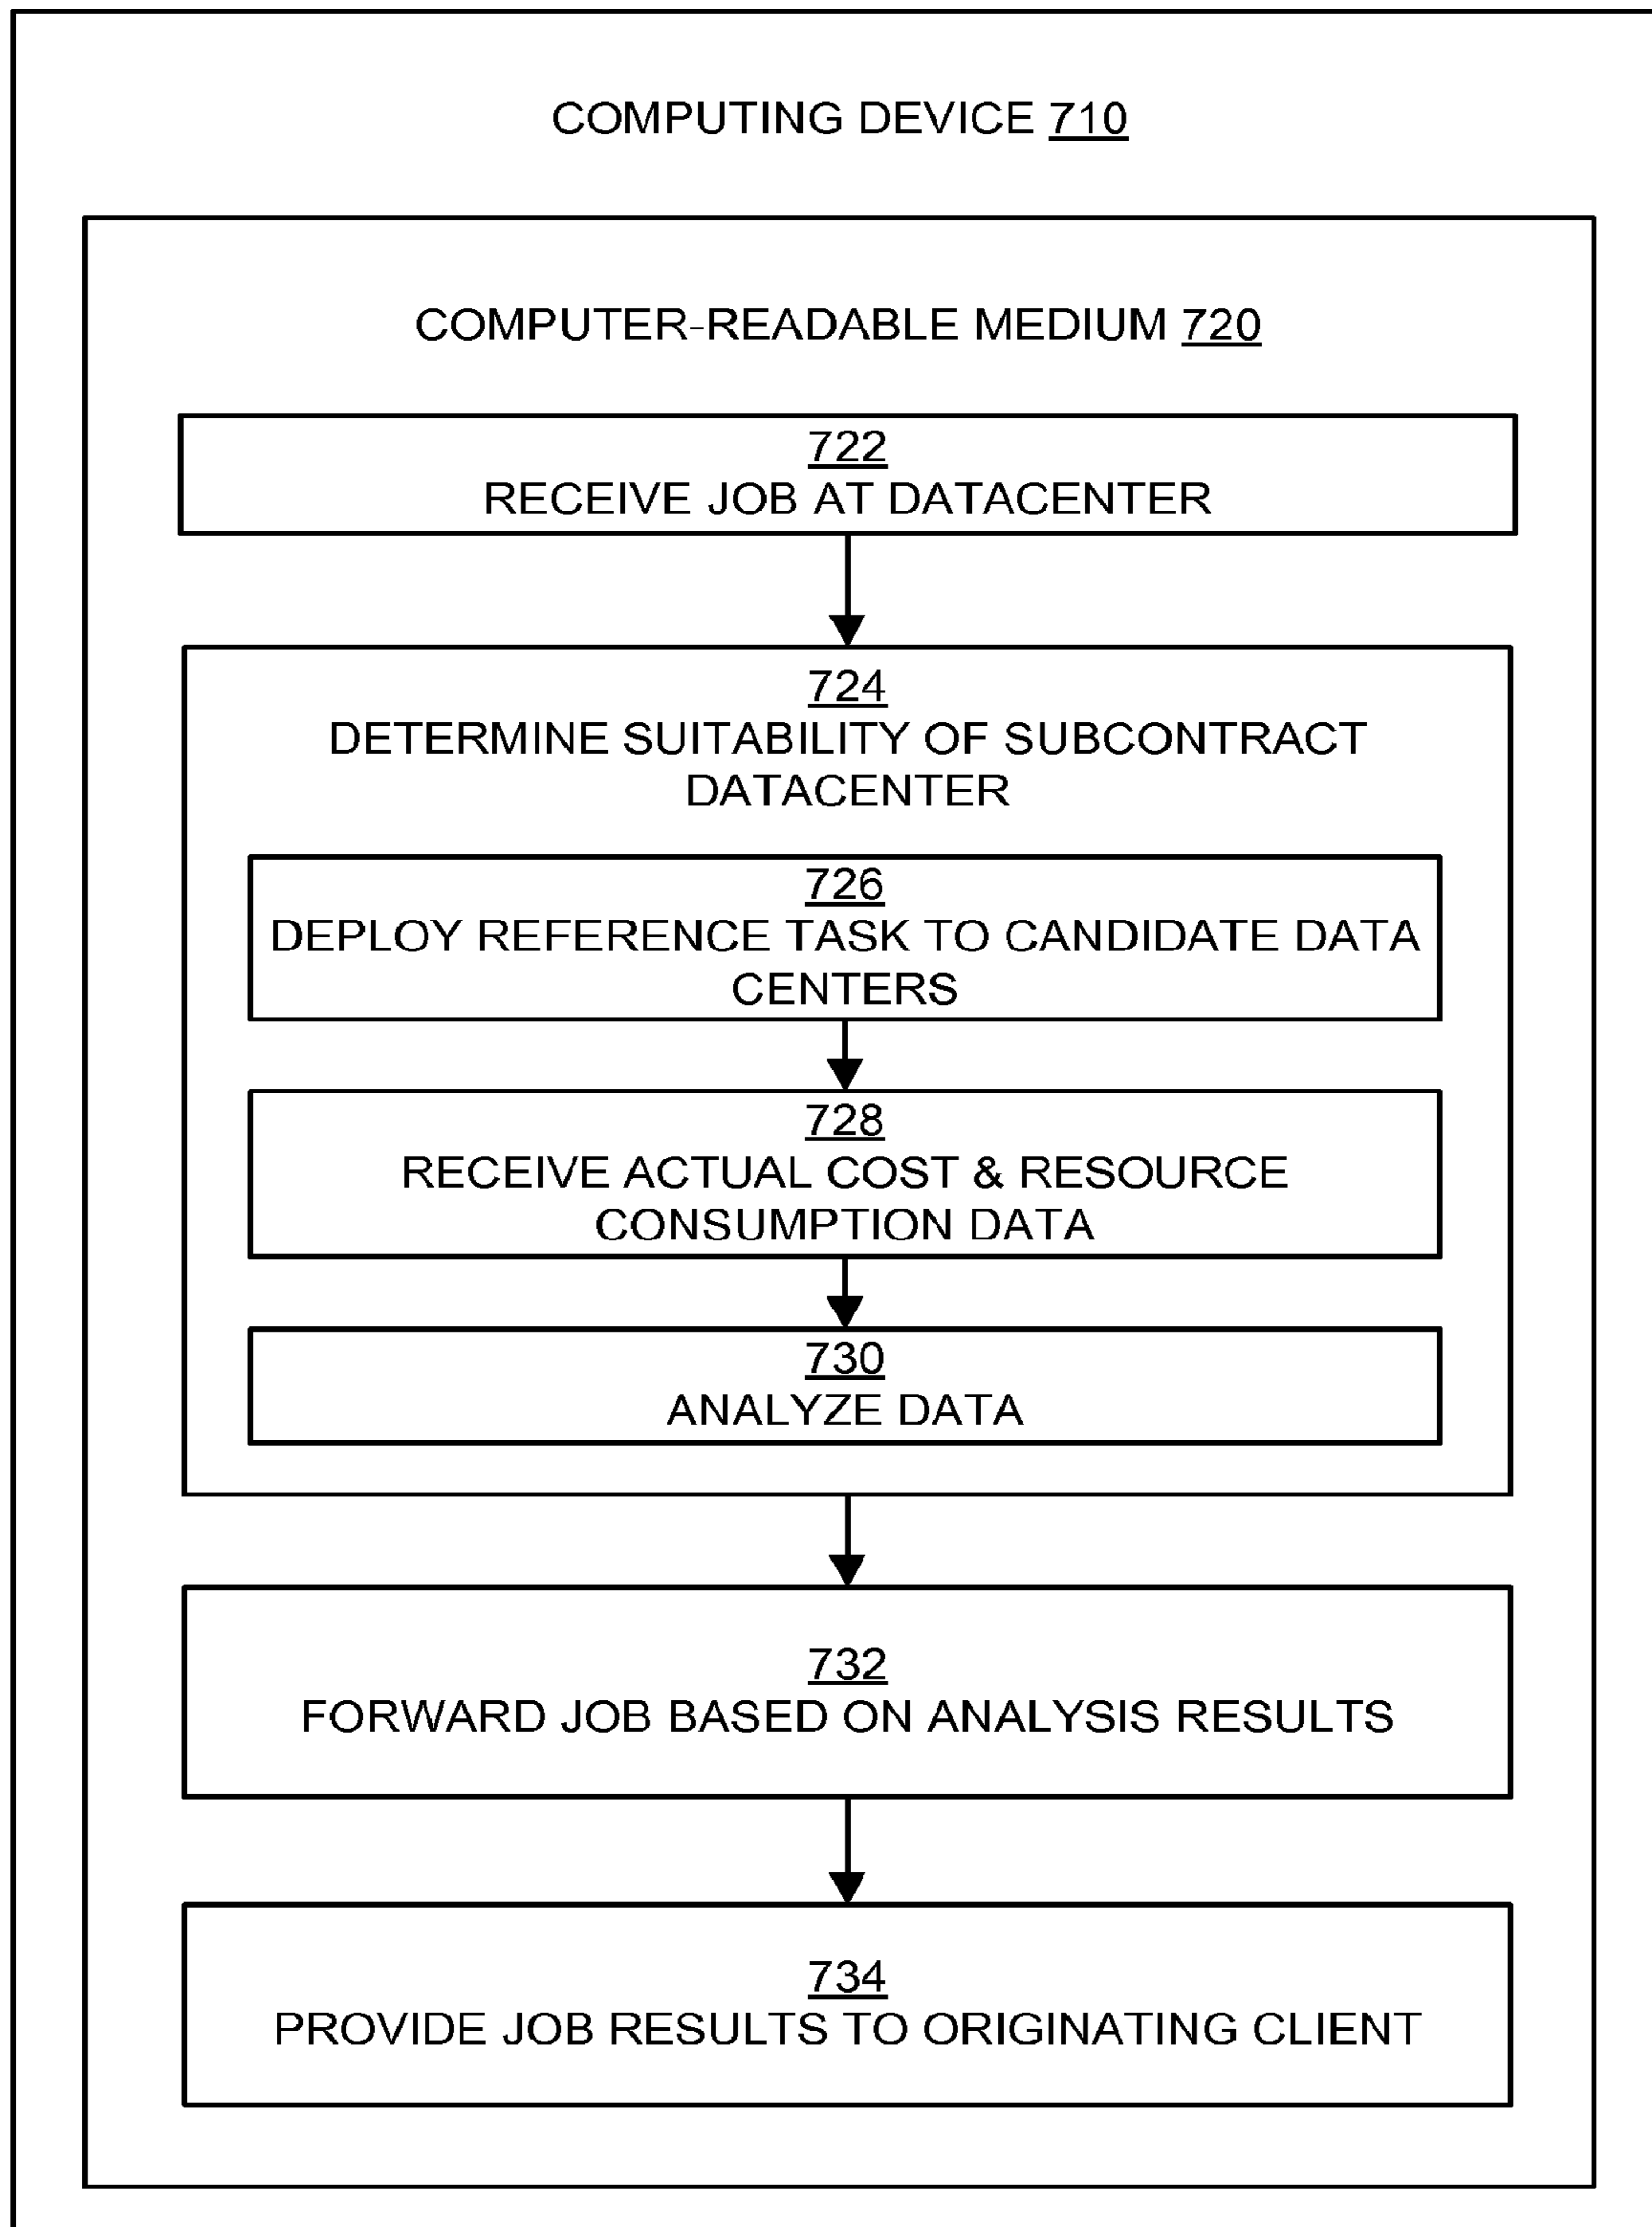 COMPUTING DEVICE 710
COMPUTER-READABLE MEDIUM 720
722
RECEIVE JOB AT DATACENTER
724
DETERMINE SUITABILITY OF SUBCONTRACT
DATACENTER
726
DEPLOY REFERENCE TASK TO CANDIDATE DATA
CENTERS
728
RECEIVE ACTUAL COST & RESOURCE
CONSUMPTION DATA
730
ANALYZE DATA
732
FORWARD JOB BASED ON ANALYSIS RESULTS
734
PROVIDE JOB RESULTS TO ORIGINATING CLIENT